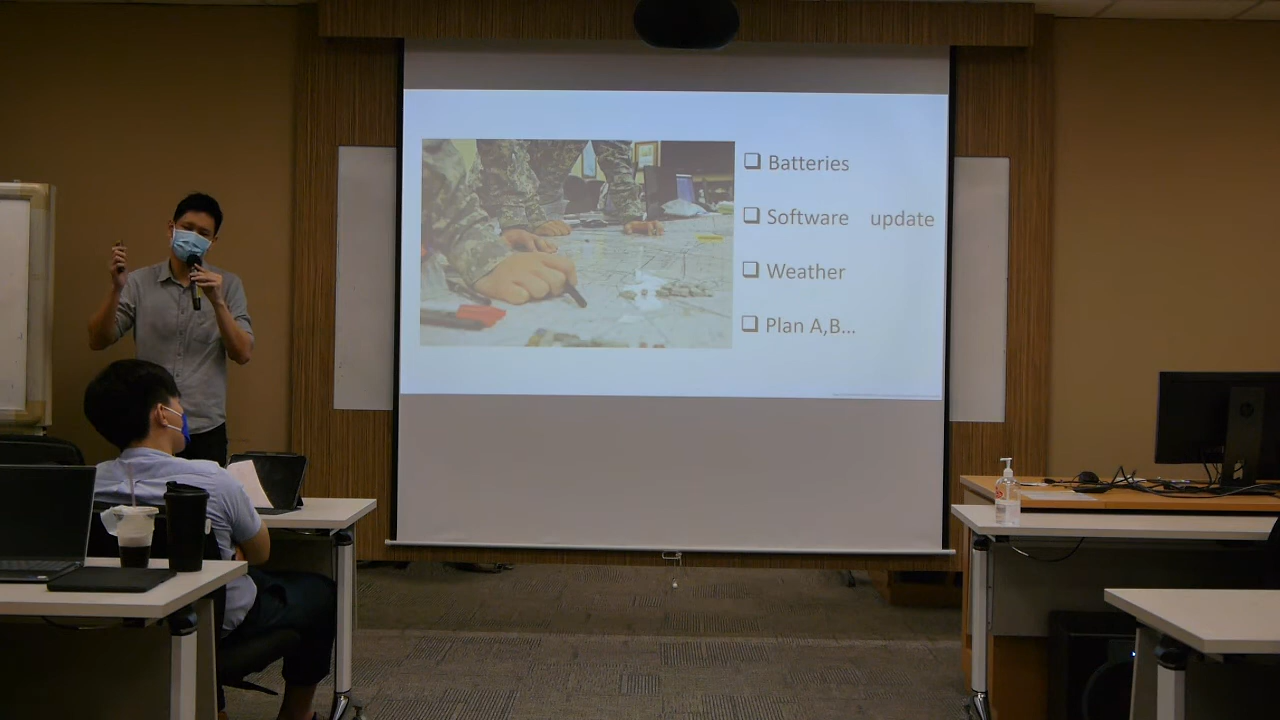 ❑ Batteries
❑ Software update
❑ Weather
❑ Plan A,B...